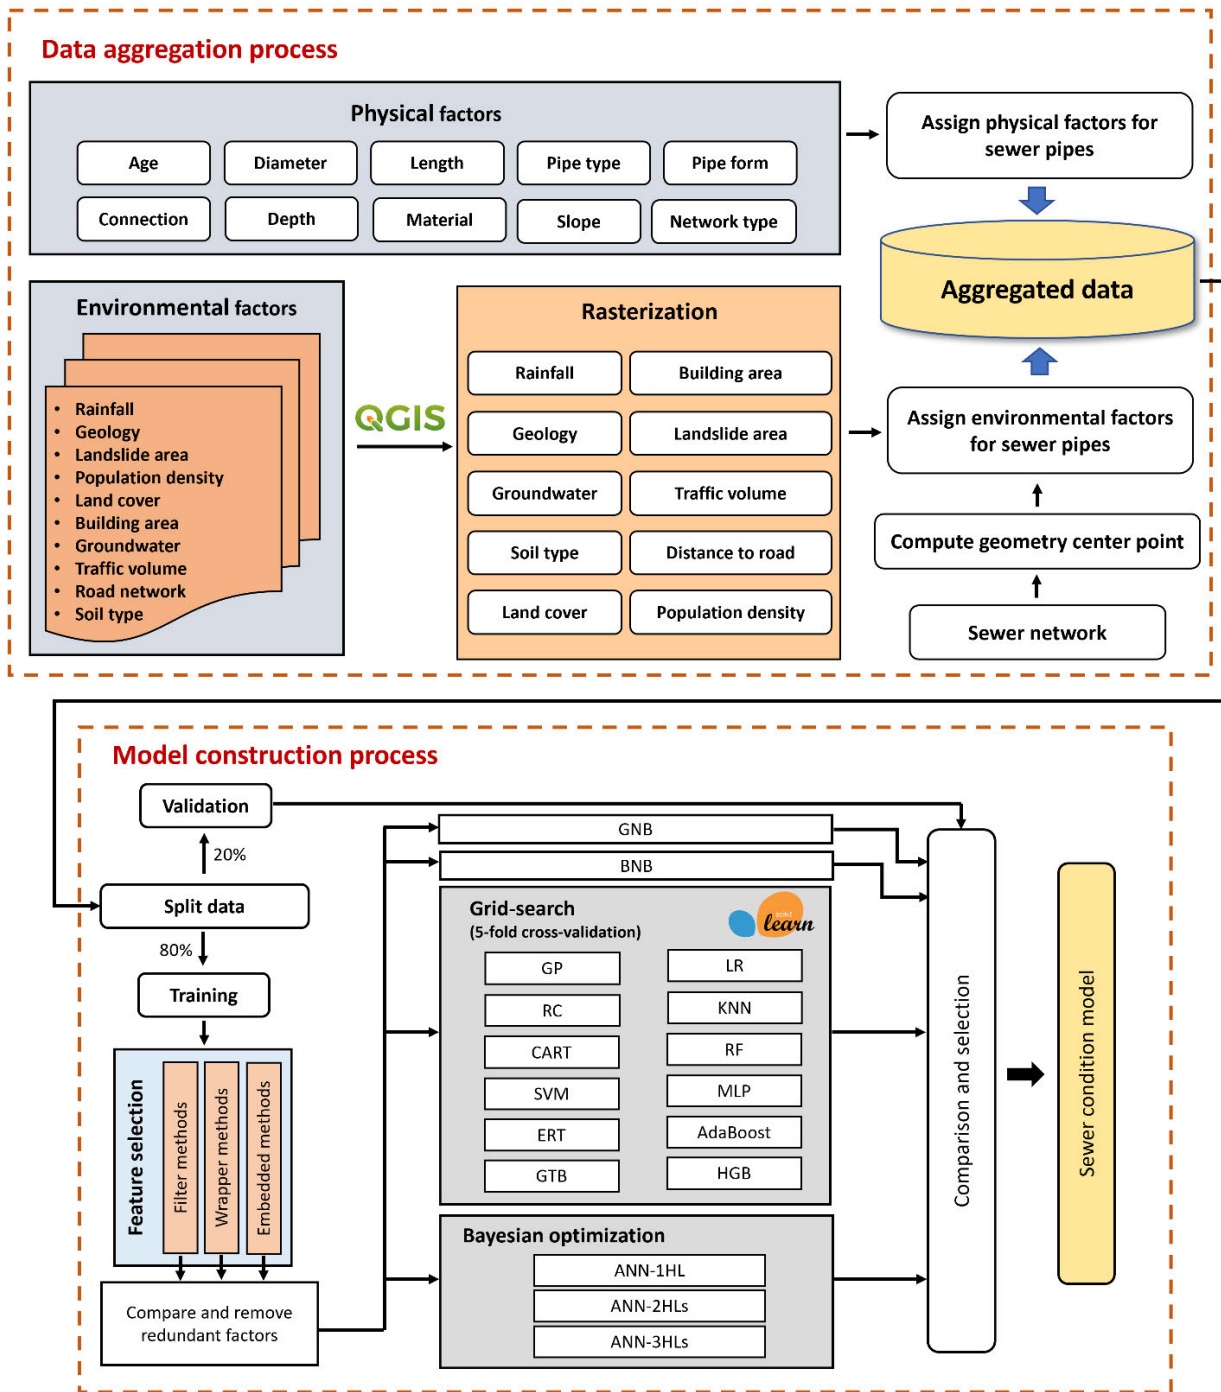 Data aggregation process
Physical factors
Age
Diameter
Length
Pipe type
Pipe form
Connection
Depth
Material
Slope
Network type
Assign physical factors for
sewer pipes
Aggregated data
Environmental factors
• Rainfall
• Geology
• Landslide area
• Population density
• Land cover
• Building area
• Groundwater
• Traffic volume
• Road network
• Soil type
QGIS
Rasterization
Rainfall
Building area
Geology
Landslide area
Groundwater
Traffic volume
Soil type
Distance to road
Land cover
Population density
Assign environmental factors
for sewer pipes
Compute geometry center point
Sewer network
Model construction process
Validation
20%
Split data
80%
Training
Feature selection
Filter methods
Wrapper methods
Embedded methods
Compare and remove
redundant factors
GNB
BNB
Grid-search
(5-fold cross-validation)
scikit
learn
GP
LR
RC
KNN
CART
RF
SVM
MLP
ERT
AdaBoost
GTB
HGB
Bayesian optimization
ANN-1HL
ANN-2HLs
ANN-3HLs
Comparison and selection
Sewer condition model